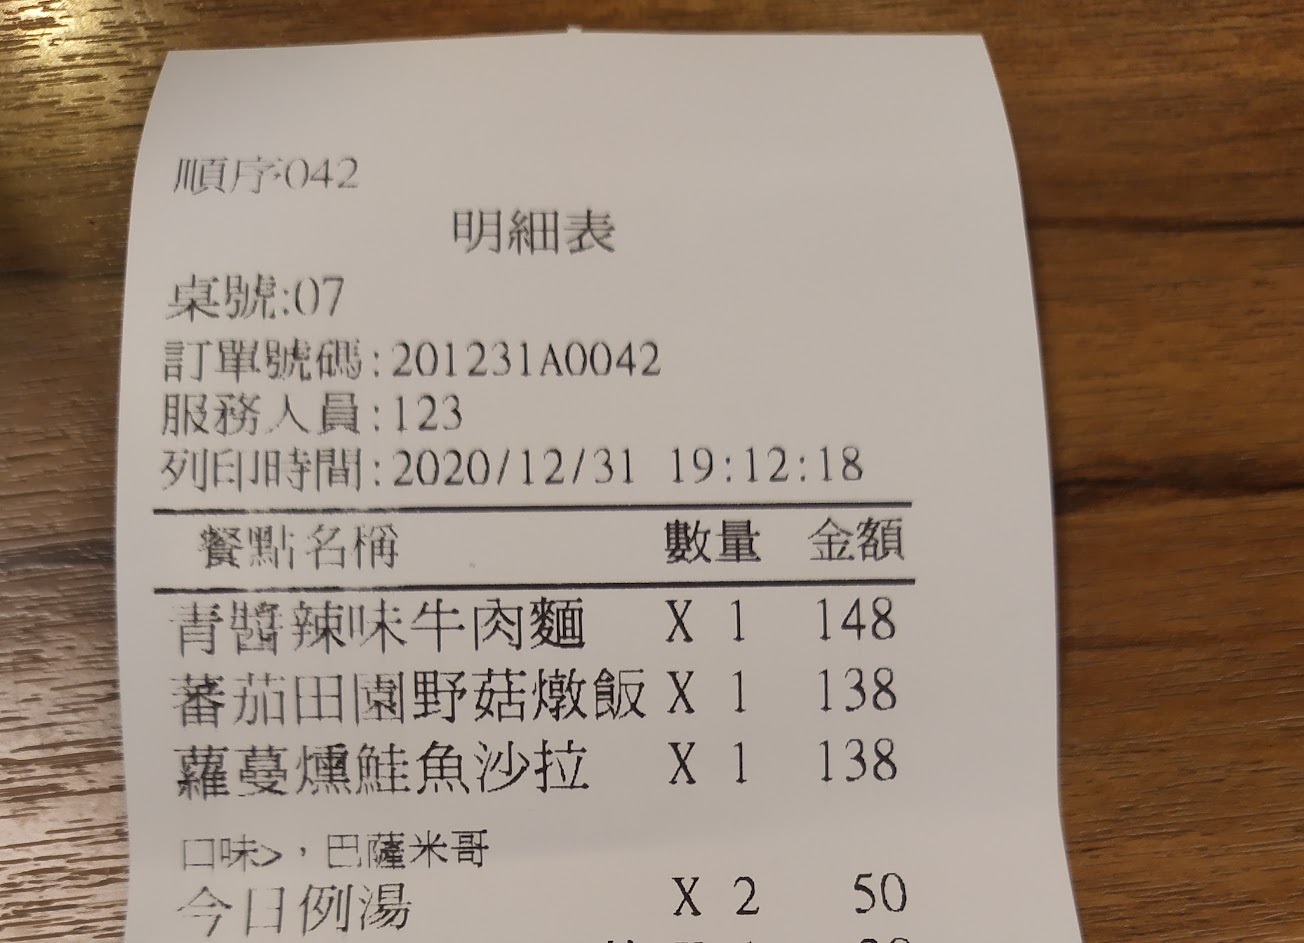 順序:042
明細表
桌號:07
訂單號碼:201231A0042
服務人員:123
列印時間:2020/12/31 19:12:18
餐點名稱 數量 金額
青醬辣味牛肉麵 X 1 148
蕃茄田園野菇燉飯 X 1 138
蘿蔓燻鮭魚沙拉 X 1 138
口味>，巴薩米哥
今日例湯 X 2 50